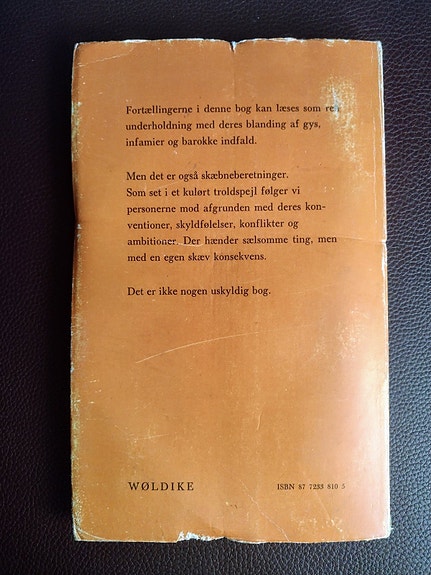 Fortællingerne i denne bog kan læses som ren
underholdning med deres blanding af gys,
infamier og barokke indfald.
Men det er også skæbneberetninger.
Som set i et kulørt troldspejl følger vi
personerne mod afgrunden med deres kon-
ventioner, skyldfølelser, konflikter og
ambitioner. Der hænder sælsomme ting, men
med en egen skæv konsekvens.
Det er ikke nogen uskyldig bog.
WØLDIKE
ISBN 87 7233 810 5